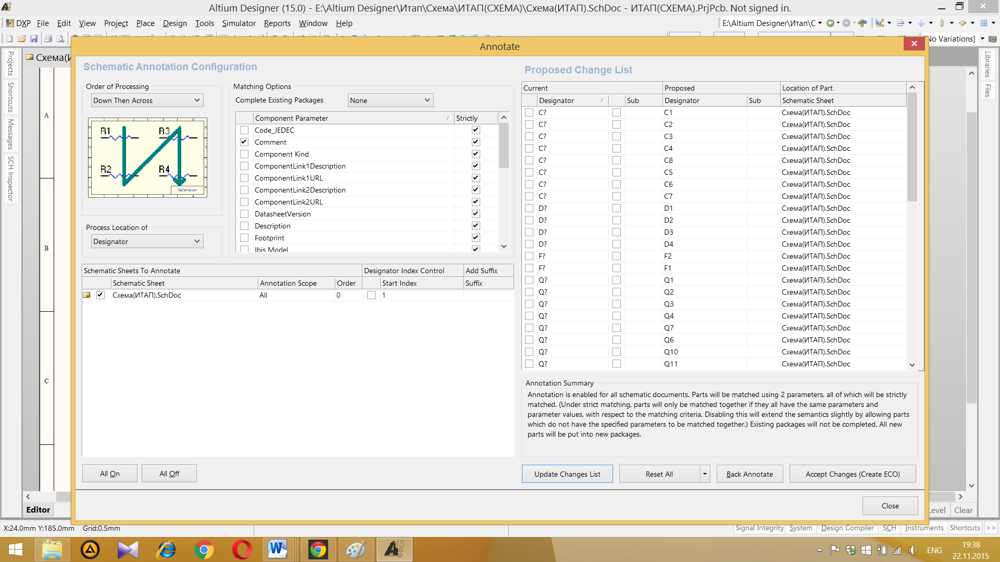 Altium Designer (15.0) - E:\Altium Designer\Итап\Схема\ИТАП(СХЕМА)\Схема(ИТАП).SchDoc - ИТАП(СХЕМА).PrjPcb. Not signed in.
DXP File Edit View Project Place Design Tools Simulator Reports Window Help
E:\Altium Designer\Итап\С
No Variations]
Annotate
Projects
Shortcuts
Messages
SCH Inspector
Схема(И
A
B
C
Schematic Annotation Configuration
Order of Processing
Down Then Across
R1 R3
R2 R4
Process Location of
Designator
Matching Options
Complete Existing Packages None
Component Parameter Strictly
Code_JEDEC
Comment
Component Kind
ComponentLink1Description
ComponentLink1URL
ComponentLink2Description
ComponentLink2URL
DatasheetVersion
Description
Footprint
Ibis Model
Schematic Sheets To Annotate Designator Index Control Add Suffix
Schematic Sheet Annotation Scope Order Start Index Suffix
Схема(ИТАП).SchDoc All 0 1
All On All Off
Proposed Change List
Current Proposed Location of Part
Designator Sub Designator Sub Schematic Sheet
C? C1 Схема(ИТАП).SchDoc
C? C2 Схема(ИТАП).SchDoc
C? C3 Схема(ИТАП).SchDoc
C? C4 Схема(ИТАП).SchDoc
C? C8 Схема(ИТАП).SchDoc
C? C5 Схема(ИТАП).SchDoc
C? C6 Схема(ИТАП).SchDoc
C? C7 Схема(ИТАП).SchDoc
D? D1 Схема(ИТАП).SchDoc
D? D2 Схема(ИТАП).SchDoc
D? D3 Схема(ИТАП).SchDoc
D? D4 Схема(ИТАП).SchDoc
F? F2 Схема(ИТАП).SchDoc
F? F1 Схема(ИТАП).SchDoc
Q? Q1 Схема(ИТАП).SchDoc
Q? Q2 Схема(ИТАП).SchDoc
Q? Q3 Схема(ИТАП).SchDoc
Q? Q4 Схема(ИТАП).SchDoc
Q? Q7 Схема(ИТАП).SchDoc
Q? Q6 Схема(ИТАП).SchDoc
Q? Q10 Схема(ИТАП).SchDoc
Q? Q11 Схема(ИТАП).SchDoc
Annotation Summary
Annotation is enabled for all schematic documents. Parts will be matched using 2 parameters, all of which will be strictly
matched. (Under strict matching, parts will only be matched together if they all have the same parameters and
parameter values, with respect to the matching criteria. Disabling this will extend the semantics slightly by allowing parts
which do not have the specified parameters to be matched together.) Existing packages will not be completed. All new
parts will be put into new packages.
Update Changes List Reset All Back Annotate Accept Changes (Create ECO)
Close
Libraries
Files
Editor
Level Clear
X:24.0mm Y:185.0mm Grid:0.5mm
Signal Integrity System Design Compiler SCH Instruments Shortcuts >>
ENG
19:38
22.11.2015